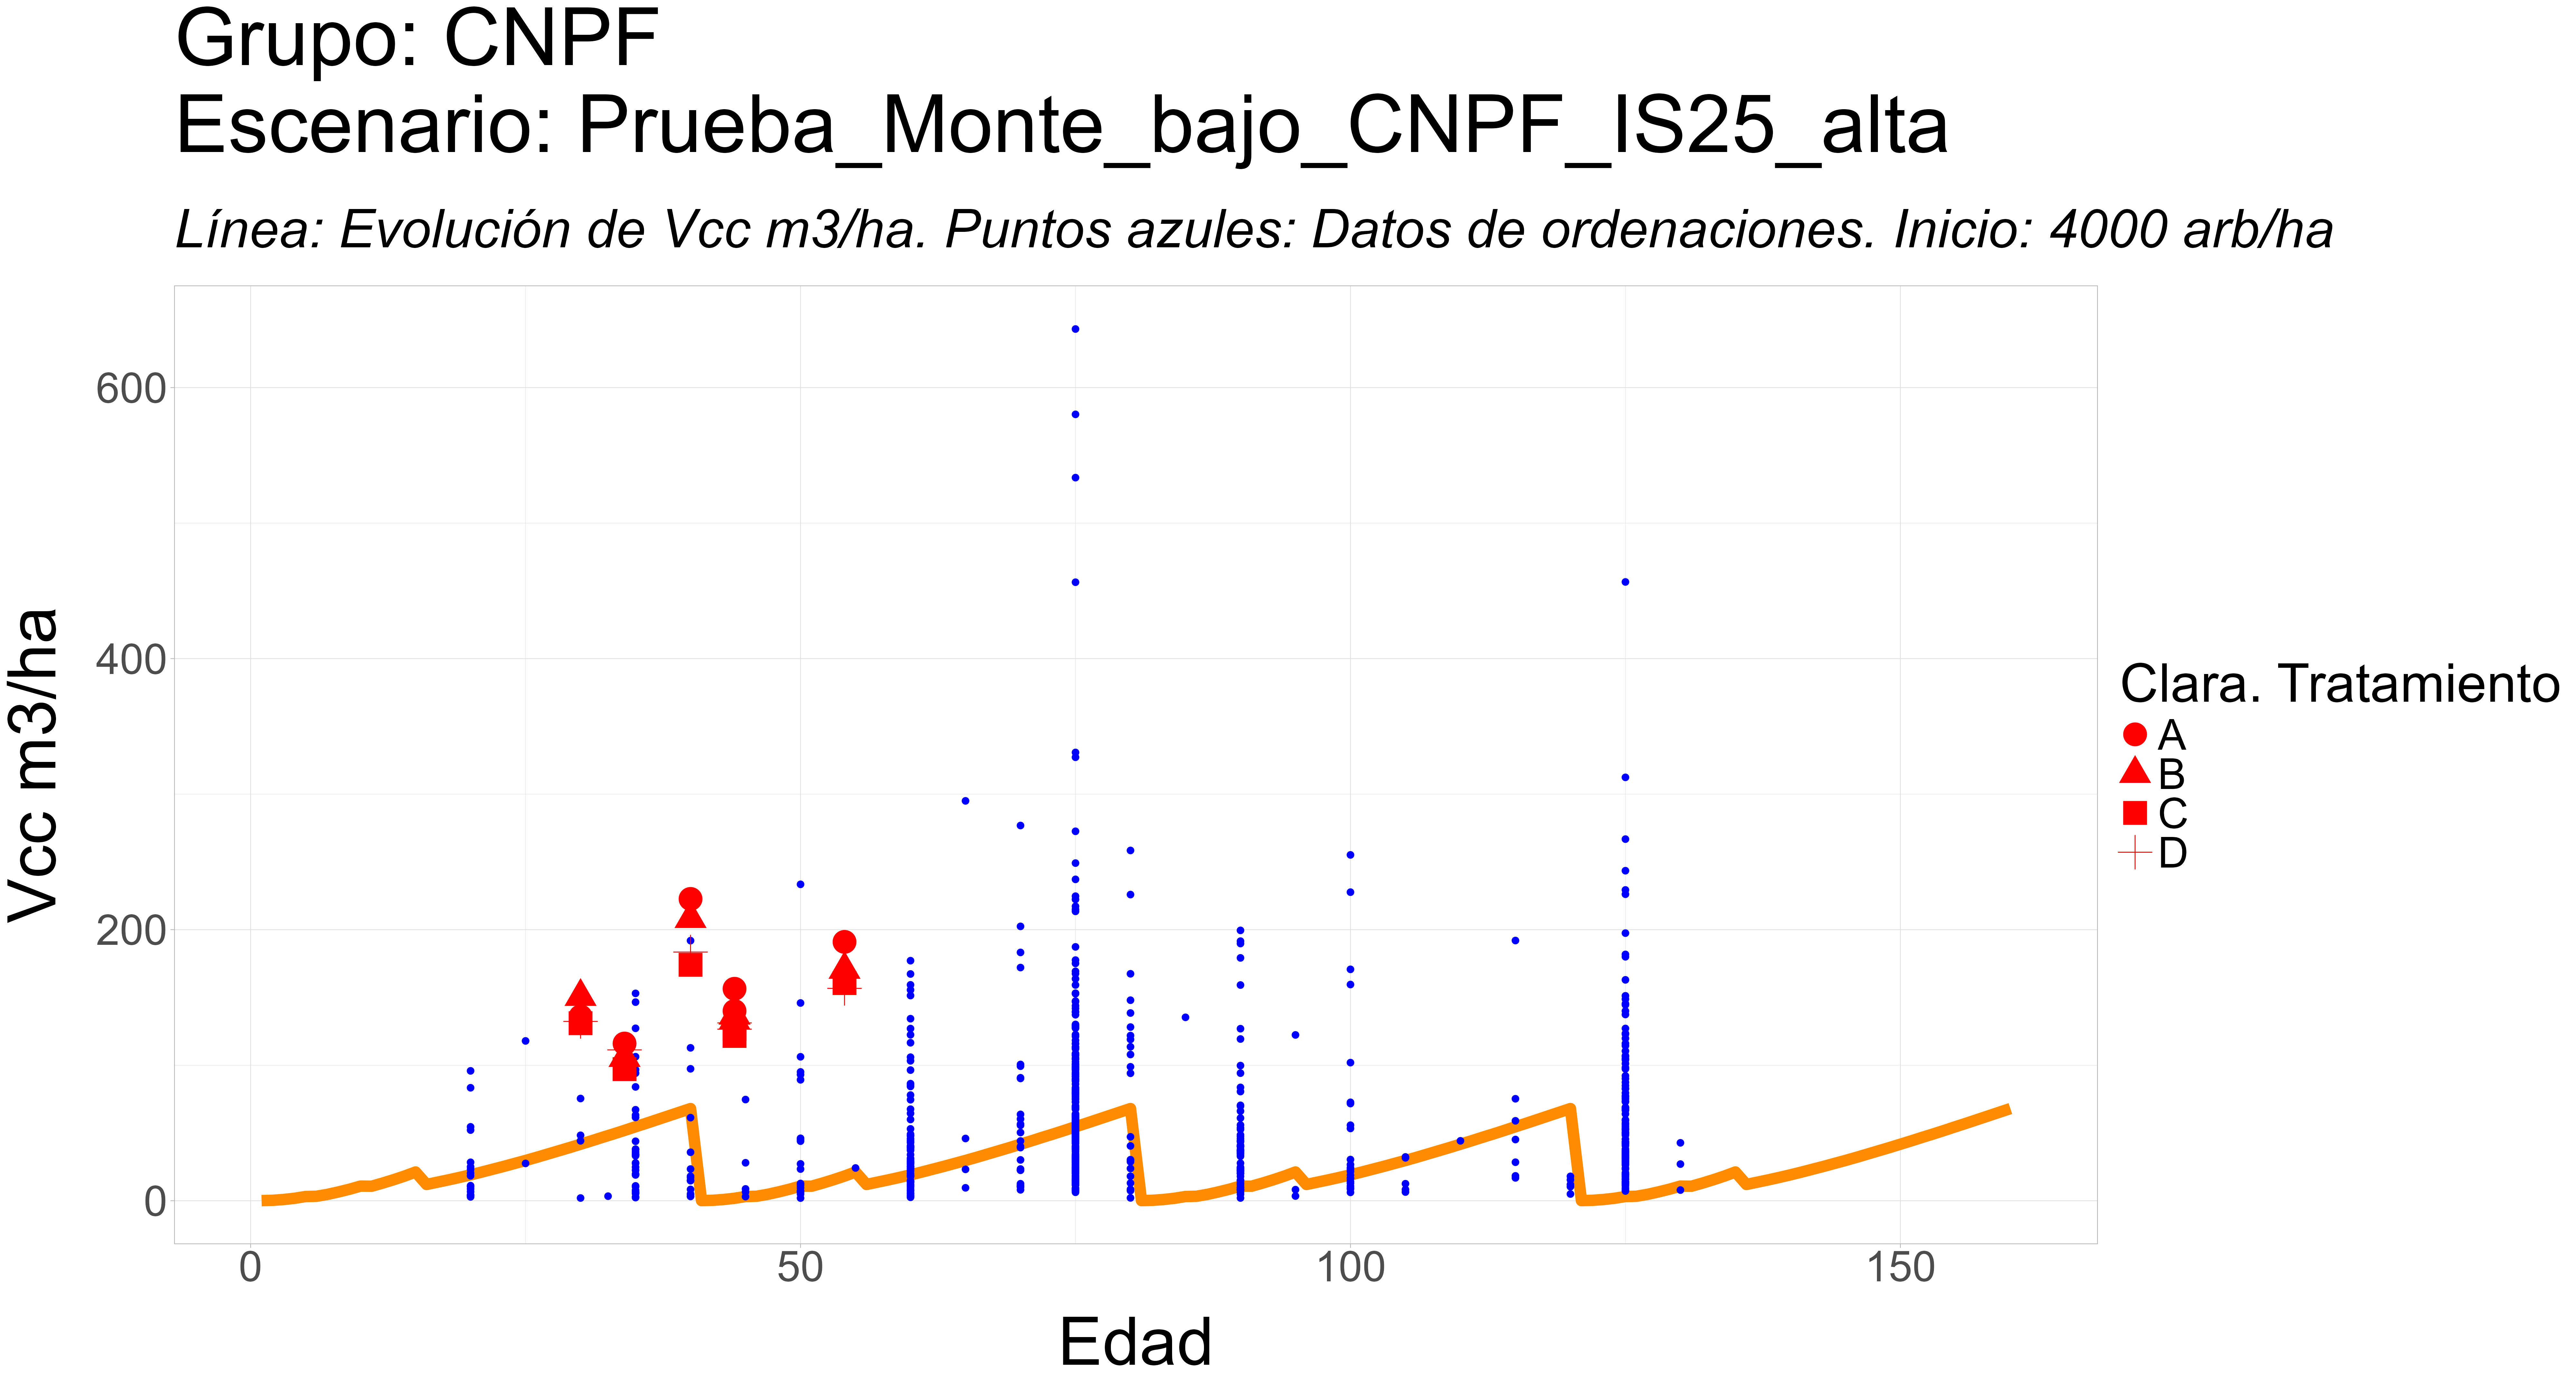 Grupo: CNPF
Escenario: Prueba_Monte_bajo_CNPF_IS25_alta
Línea: Evolución de Vcc m3/ha. Puntos azules: Datos de ordenaciones. Inicio: 4000 arb/ha
Vcc m3/ha
600
400
200
0
0
50
100
150
Edad
Clara. Tratamiento
A
B
C
D